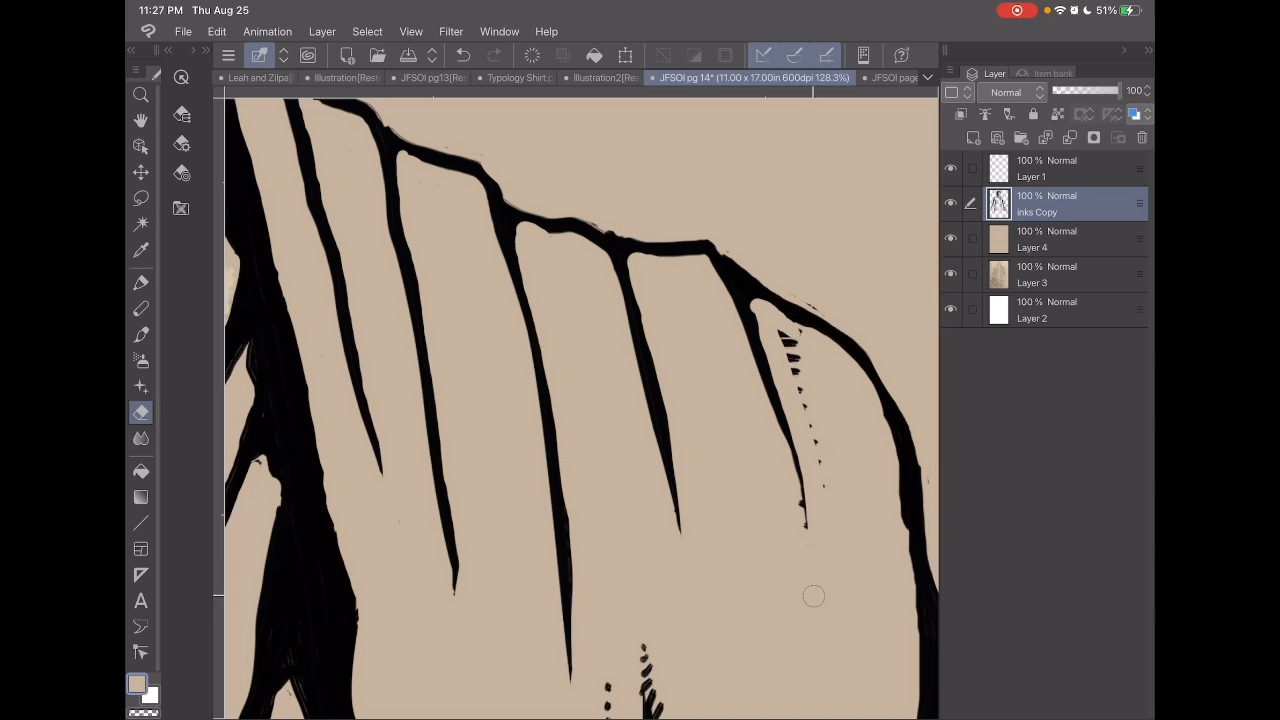 11:27 PM Thu Aug 25
51%
File Edit Animation Layer Select View Filter Window Help
Leah and Zilpa[ Illustration[Rest JFSOI pg13[Re: Typology Shirt.p Illustration2[Res JFSOI pg 14* (11.00 x 17.00in 600dpi 128.3%) JFSOI page
Layer Item bank
Normal 100
100 % Normal
Layer 1
100 % Normal
inks Copy
100 % Normal
Layer 4
100 % Normal
Layer 3
100 % Normal
Layer 2